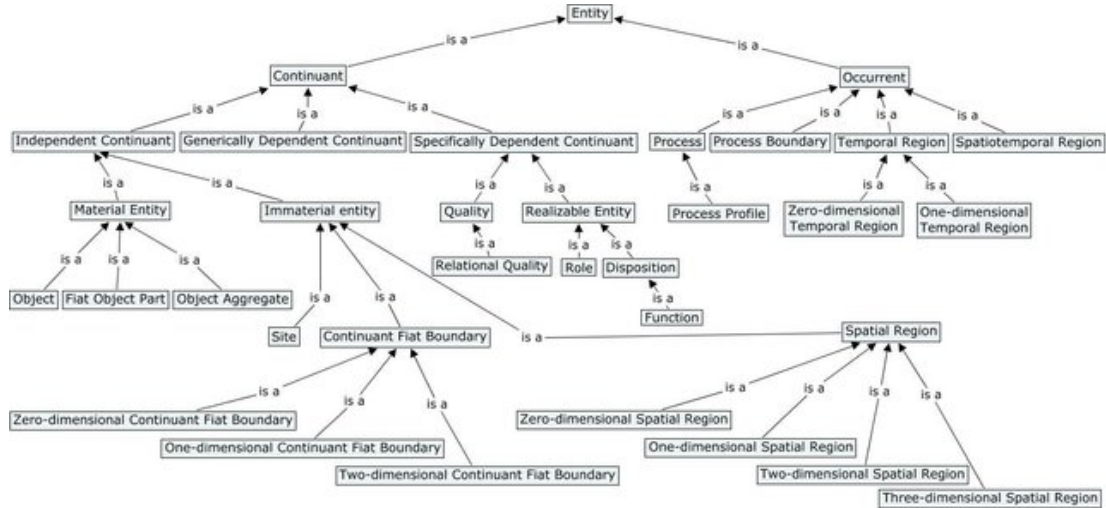 Entity
is a
is a
Continuant
Occurrent
is a
is a
is a
is a
is a
is a
is a
Independent Continuant
Generically Dependent Continuant
Specifically Dependent Continuant
Process
Process Boundary
Temporal Region
Spatiotemporal Region
is a
is a
is a
is a
is a
is a
is a
Material Entity
Immaterial entity
Quality
Realizable Entity
Process Profile
Zero-dimensional
Temporal Region
One-dimensional
Temporal Region
is a
is a
is a
is a
is a
is a
Relational Quality
Role
Disposition
Object
Fiat Object Part
Object Aggregate
is a
is a
is a
Function
Site
Continuant Fiat Boundary
is a
Spatial Region
is a
is a
is a
is a
is a
is a
is a
Zero-dimensional Continuant Fiat Boundary
Zero-dimensional Spatial Region
One-dimensional Continuant Fiat Boundary
One-dimensional Spatial Region
Two-dimensional Continuant Fiat Boundary
Two-dimensional Spatial Region
Three-dimensional Spatial Region